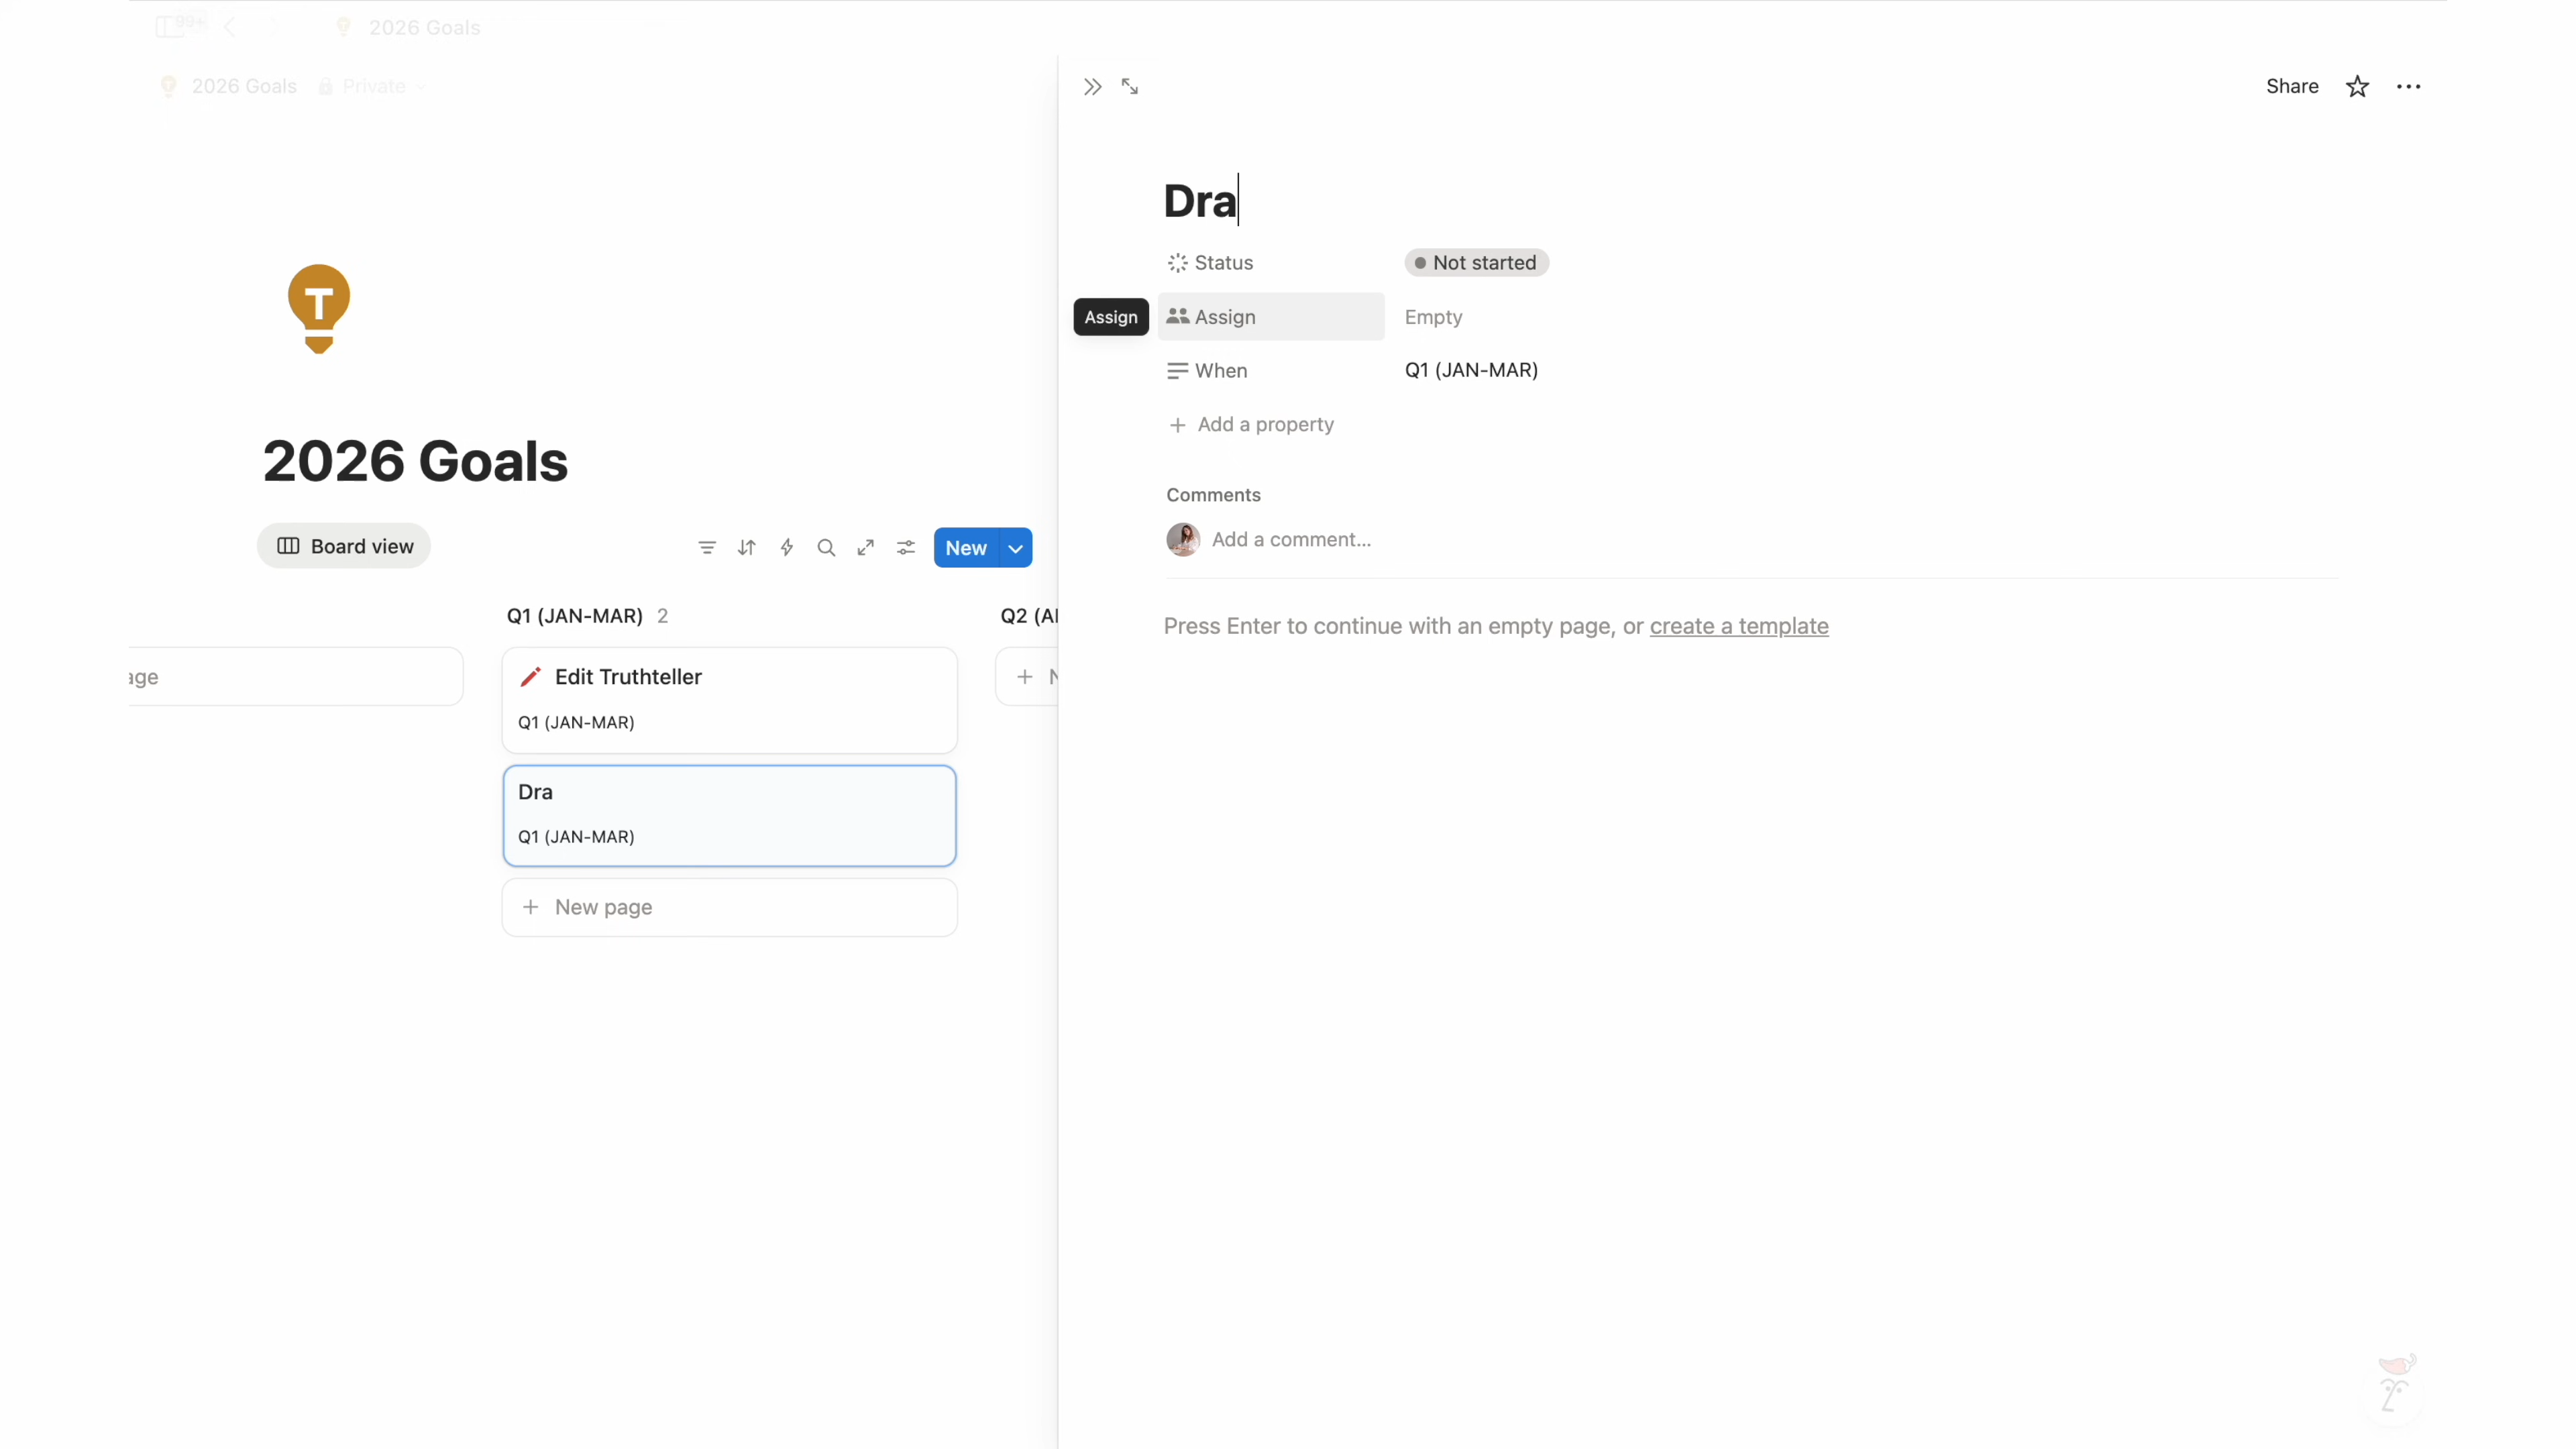 99+
2026 Goals
2026 Goals Private
Share
T
2026 Goals
Board view
New
Q1 (JAN-MAR) 2
Q2 (A
age
Edit Truthteller
Q1 (JAN-MAR)
Dra
Q1 (JAN-MAR)
+ New page
+ N
Dra
Status Not started
Assign
Assign Empty
When Q1 (JAN-MAR)
+ Add a property
Comments
Add a comment...
Press Enter to continue with an empty page, or create a template